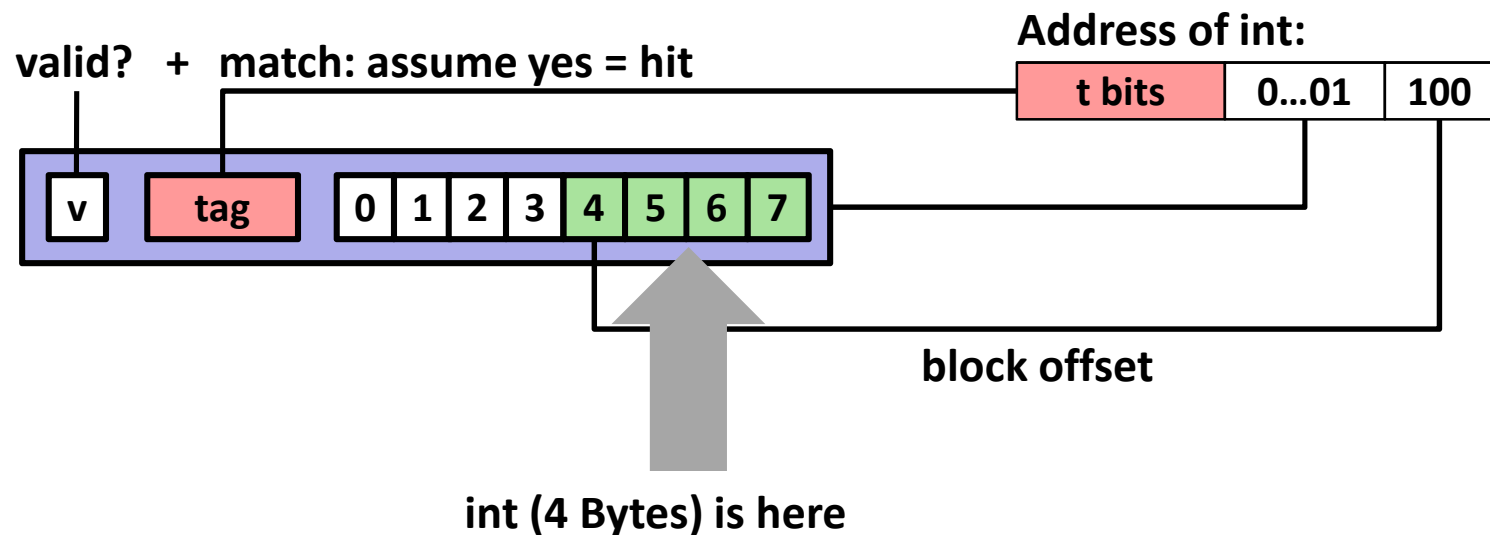 Address of int:
valid? + match: assume yes = hit
t bits 0...01 100
v tag 0 1 2 3 4 5 6 7
block offset
int (4 Bytes) is here